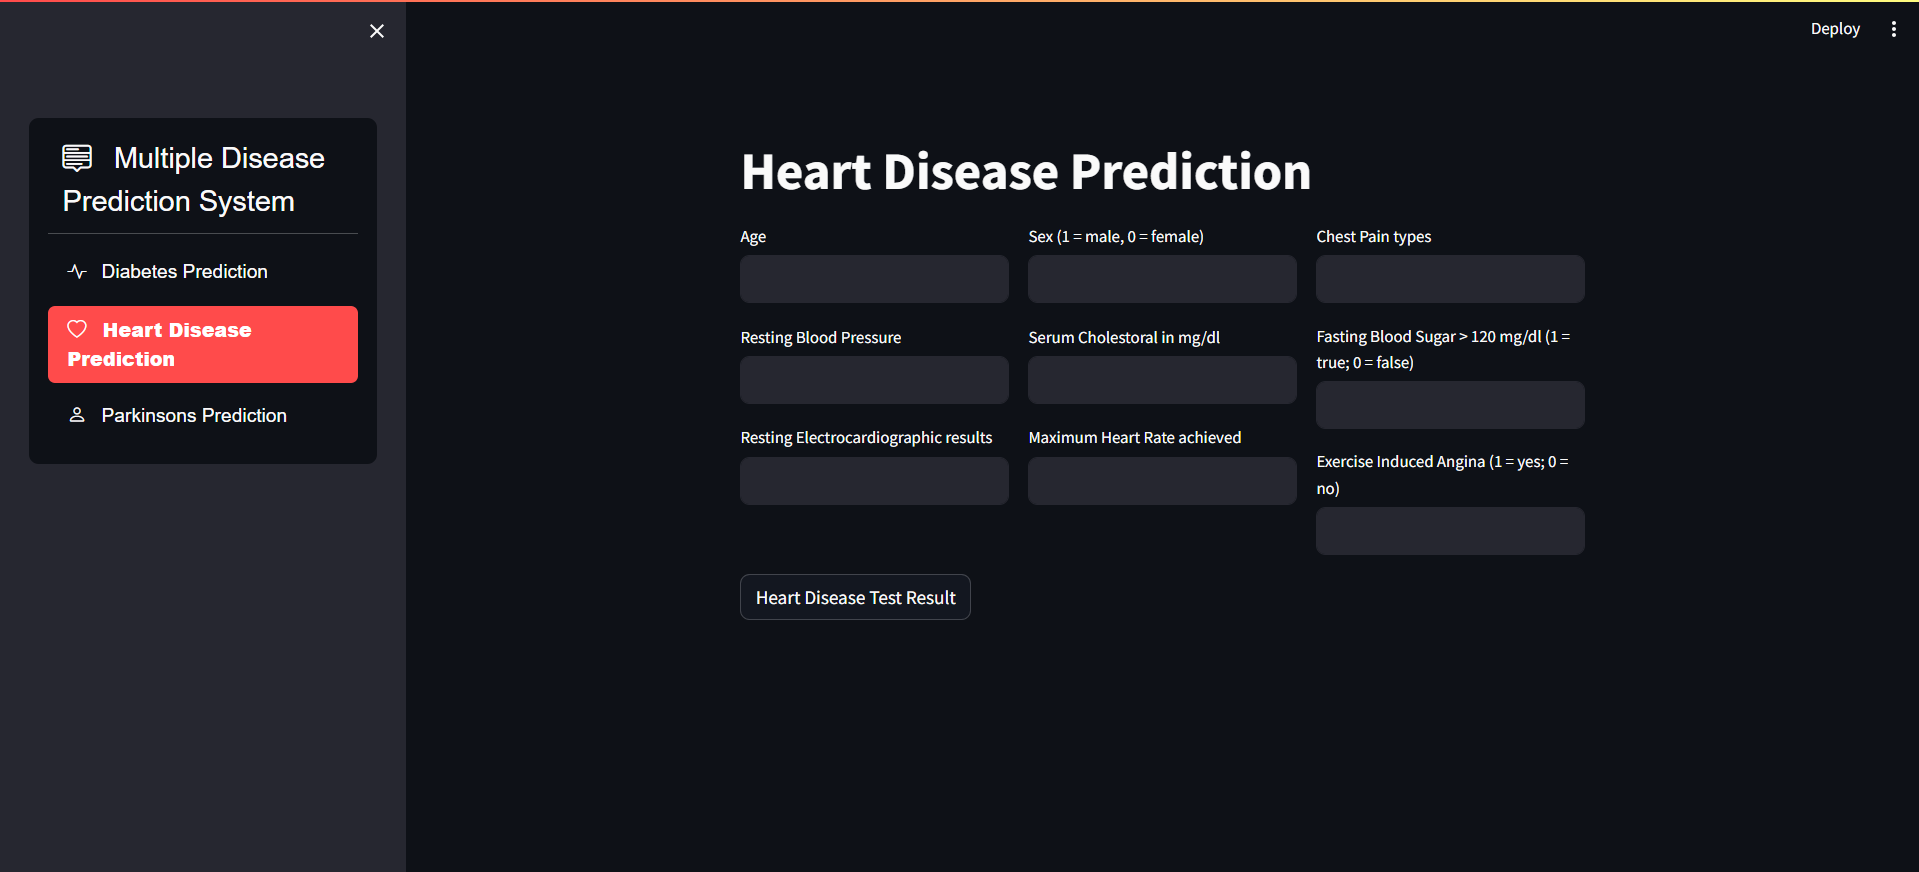 Deploy
Multiple Disease
Prediction System
Diabetes Prediction
Heart Disease
Prediction
Parkinsons Prediction
Heart Disease Prediction
Age
Sex (1 = male, 0 = female)
Chest Pain types
Resting Blood Pressure
Serum Cholestoral in mg/dl
Fasting Blood Sugar > 120 mg/dl (1 =
true; 0 = false)
Resting Electrocardiographic results
Maximum Heart Rate achieved
Exercise Induced Angina (1 = yes; 0 =
no)
Heart Disease Test Result